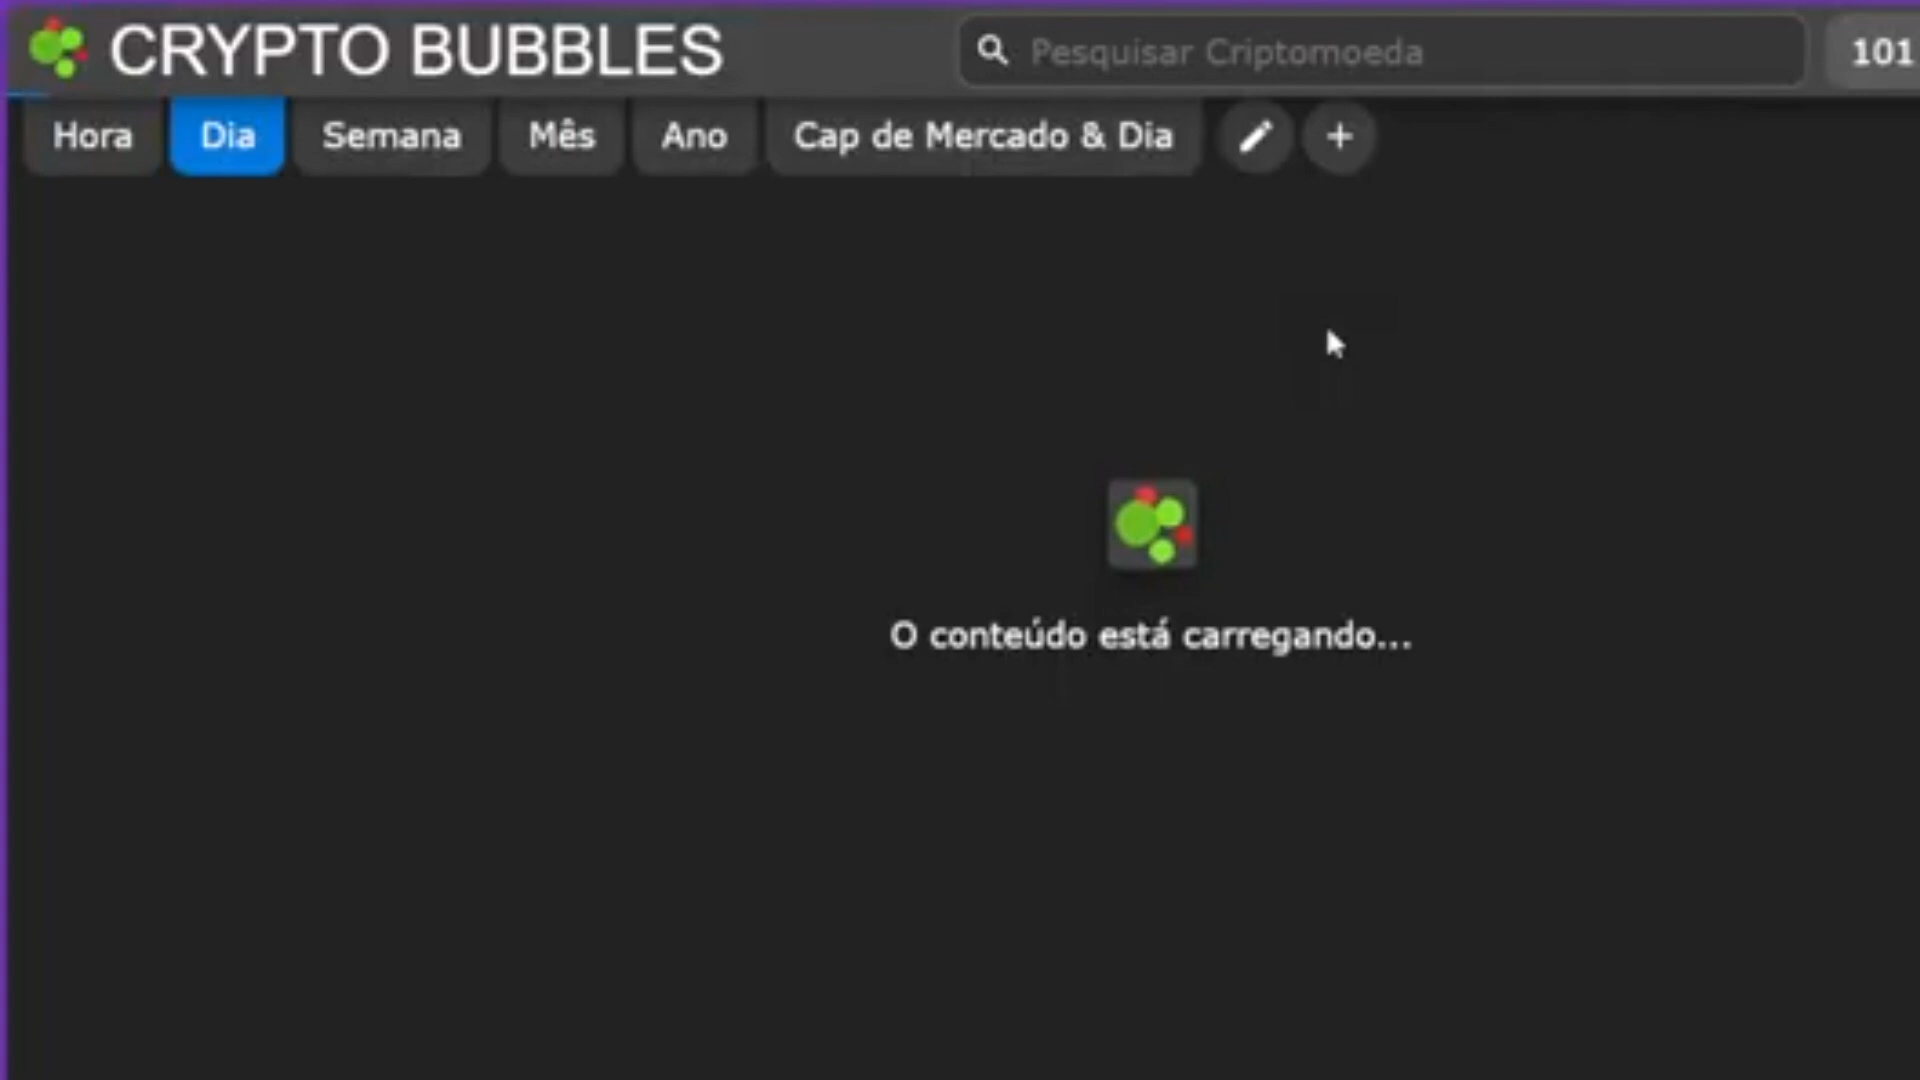 CRYPTO BUBBLES
Pesquisar Criptomoeda
101
Hora
Dia
Semana
Mês
Ano
Cap de Mercado & Dia
O conteúdo está carregando...